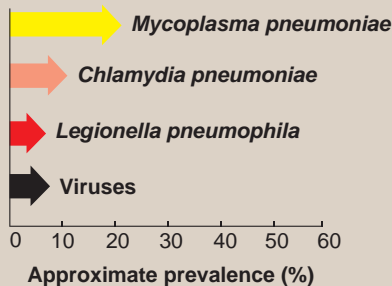 Mycoplasma pneumoniae
Chlamydia pneumoniae
Legionella pneumophila
Viruses
0 10 20 30 40 50 60
Approximate prevalence (%)